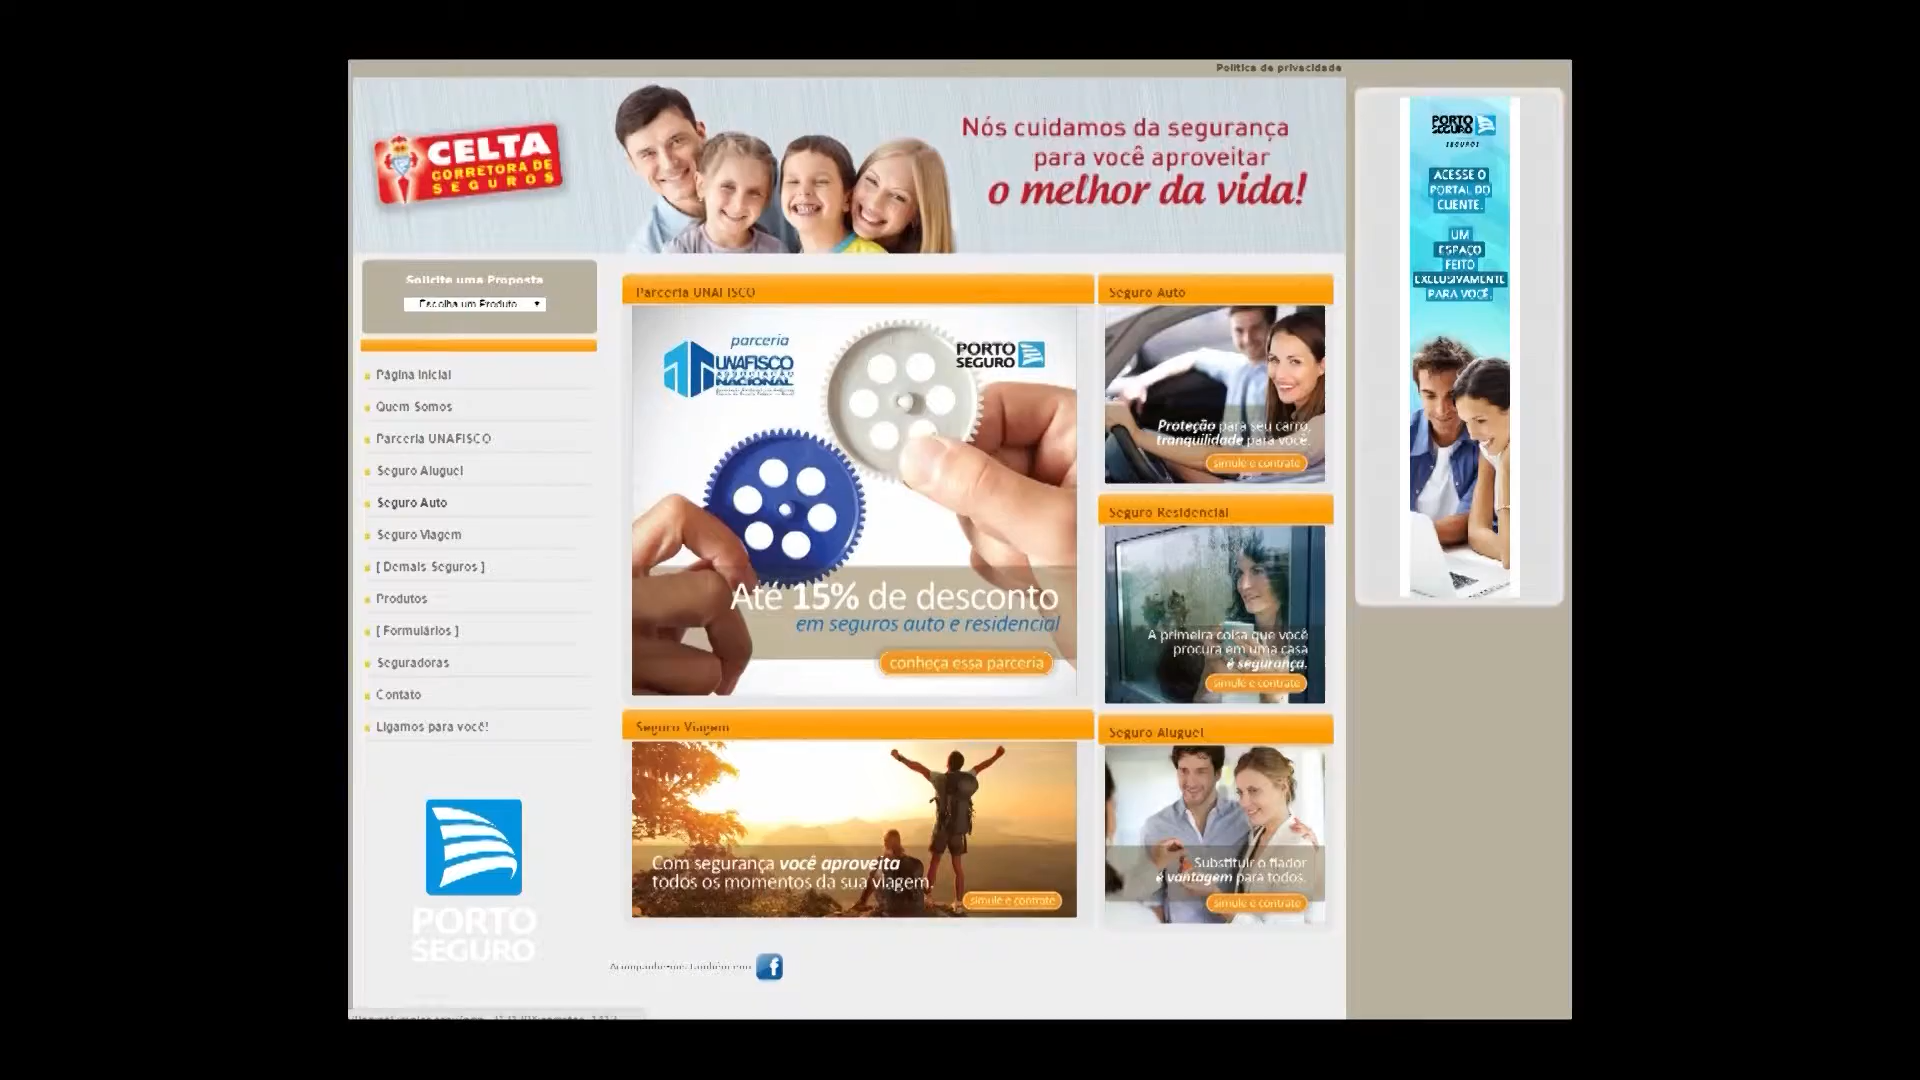 Política de privacidade
CELTA
CORRETORA DE
SEGUROS
Nós cuidamos da segurança
para você aproveitar
o melhor da vida!
Solicite uma Proposta
Escolha um Produto
Página Inicial
Quem Somos
Parceria UNAFISCO
Seguro Aluguel
Seguro Auto
Seguro Viagem
[ Demais Seguros ]
Produtos
[ Formulários ]
Seguradoras
Contato
Ligamos para você!
PORTO
SEGURO
Parceria UNAFISCO
parceria
UNAFISCO
ASSOCIAÇÃO
NACIONAL
PORTO
SEGURO
Até 15% de desconto
em seguros auto e residencial
conheça essa parceria
Seguro Viagem
Com segurança você aproveita
todos os momentos da sua viagem.
simule e contrate
Acompanhe-nos também em
Seguro Auto
Proteção para seu carro,
tranquilidade para você.
simule e contrate
Seguro Residencial
A primeira coisa que você
procura em uma casa
é segurança.
simule e contrate
Seguro Aluguel
Substituir o fiador
é vantagem para todos.
simule e contrate
PORTO
SEGURO
SEGUROS
ACESSE O
PORTAL DO
CLIENTE.
UM
ESPAÇO
FEITO
EXCLUSIVAMENTE
PARA VOCÊ.